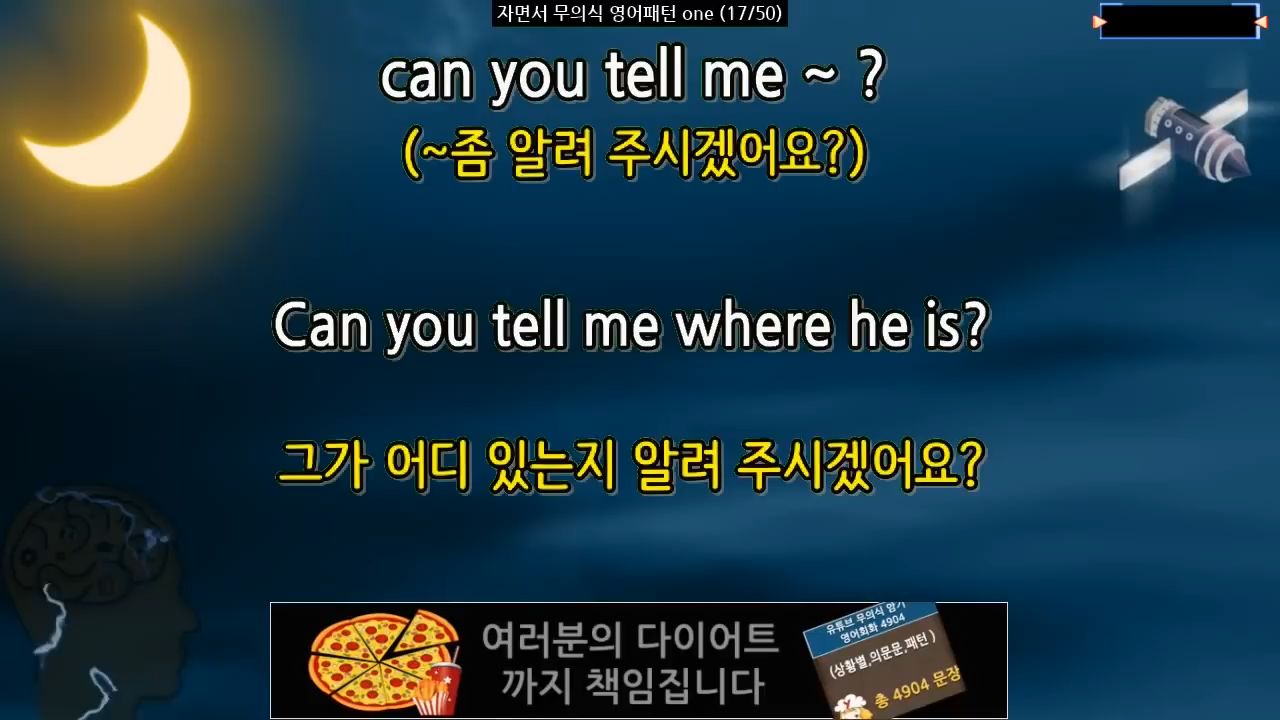 자면서 무의식 영어패턴 one (17/50)
can you tell me ~ ?
(~좀 알려 주시겠어요?)
Can you tell me where he is?
그가 어디 있는지 알려 주시겠어요?
여러분의 다이어트
까지 책임집니다
유튜브 무의식 암기
영어회화 4904
(상황별,의문문,패턴 )
총 4904 문장